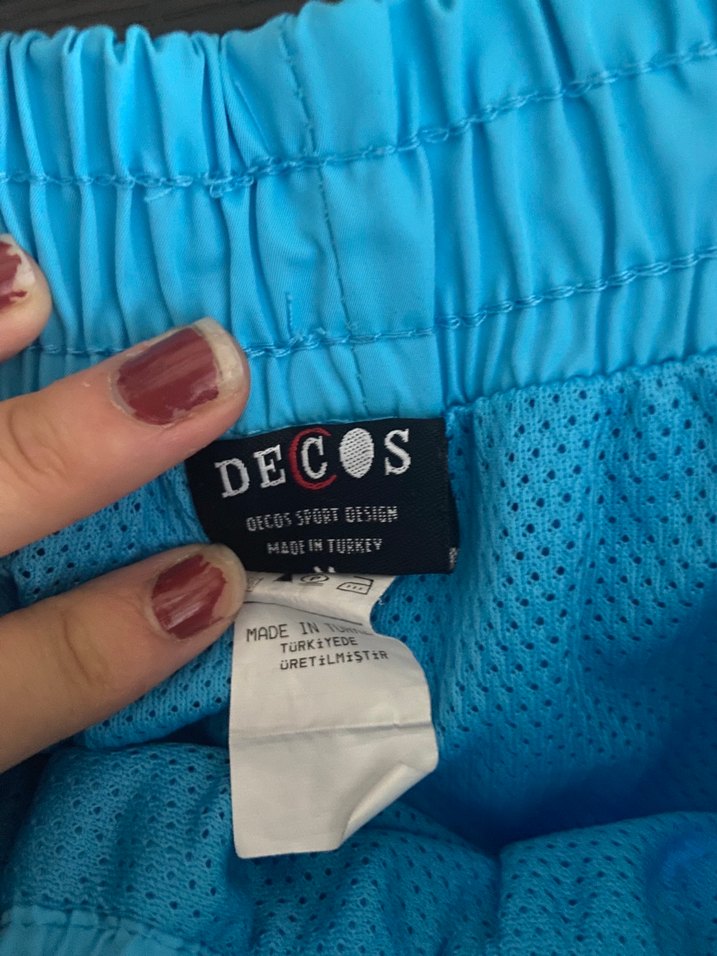 DECOS
DECOS SPORT DESIGN
MADE IN TURKEY
MADE IN
TÜRKİYEDE
ÜRETİLMİŞTİR